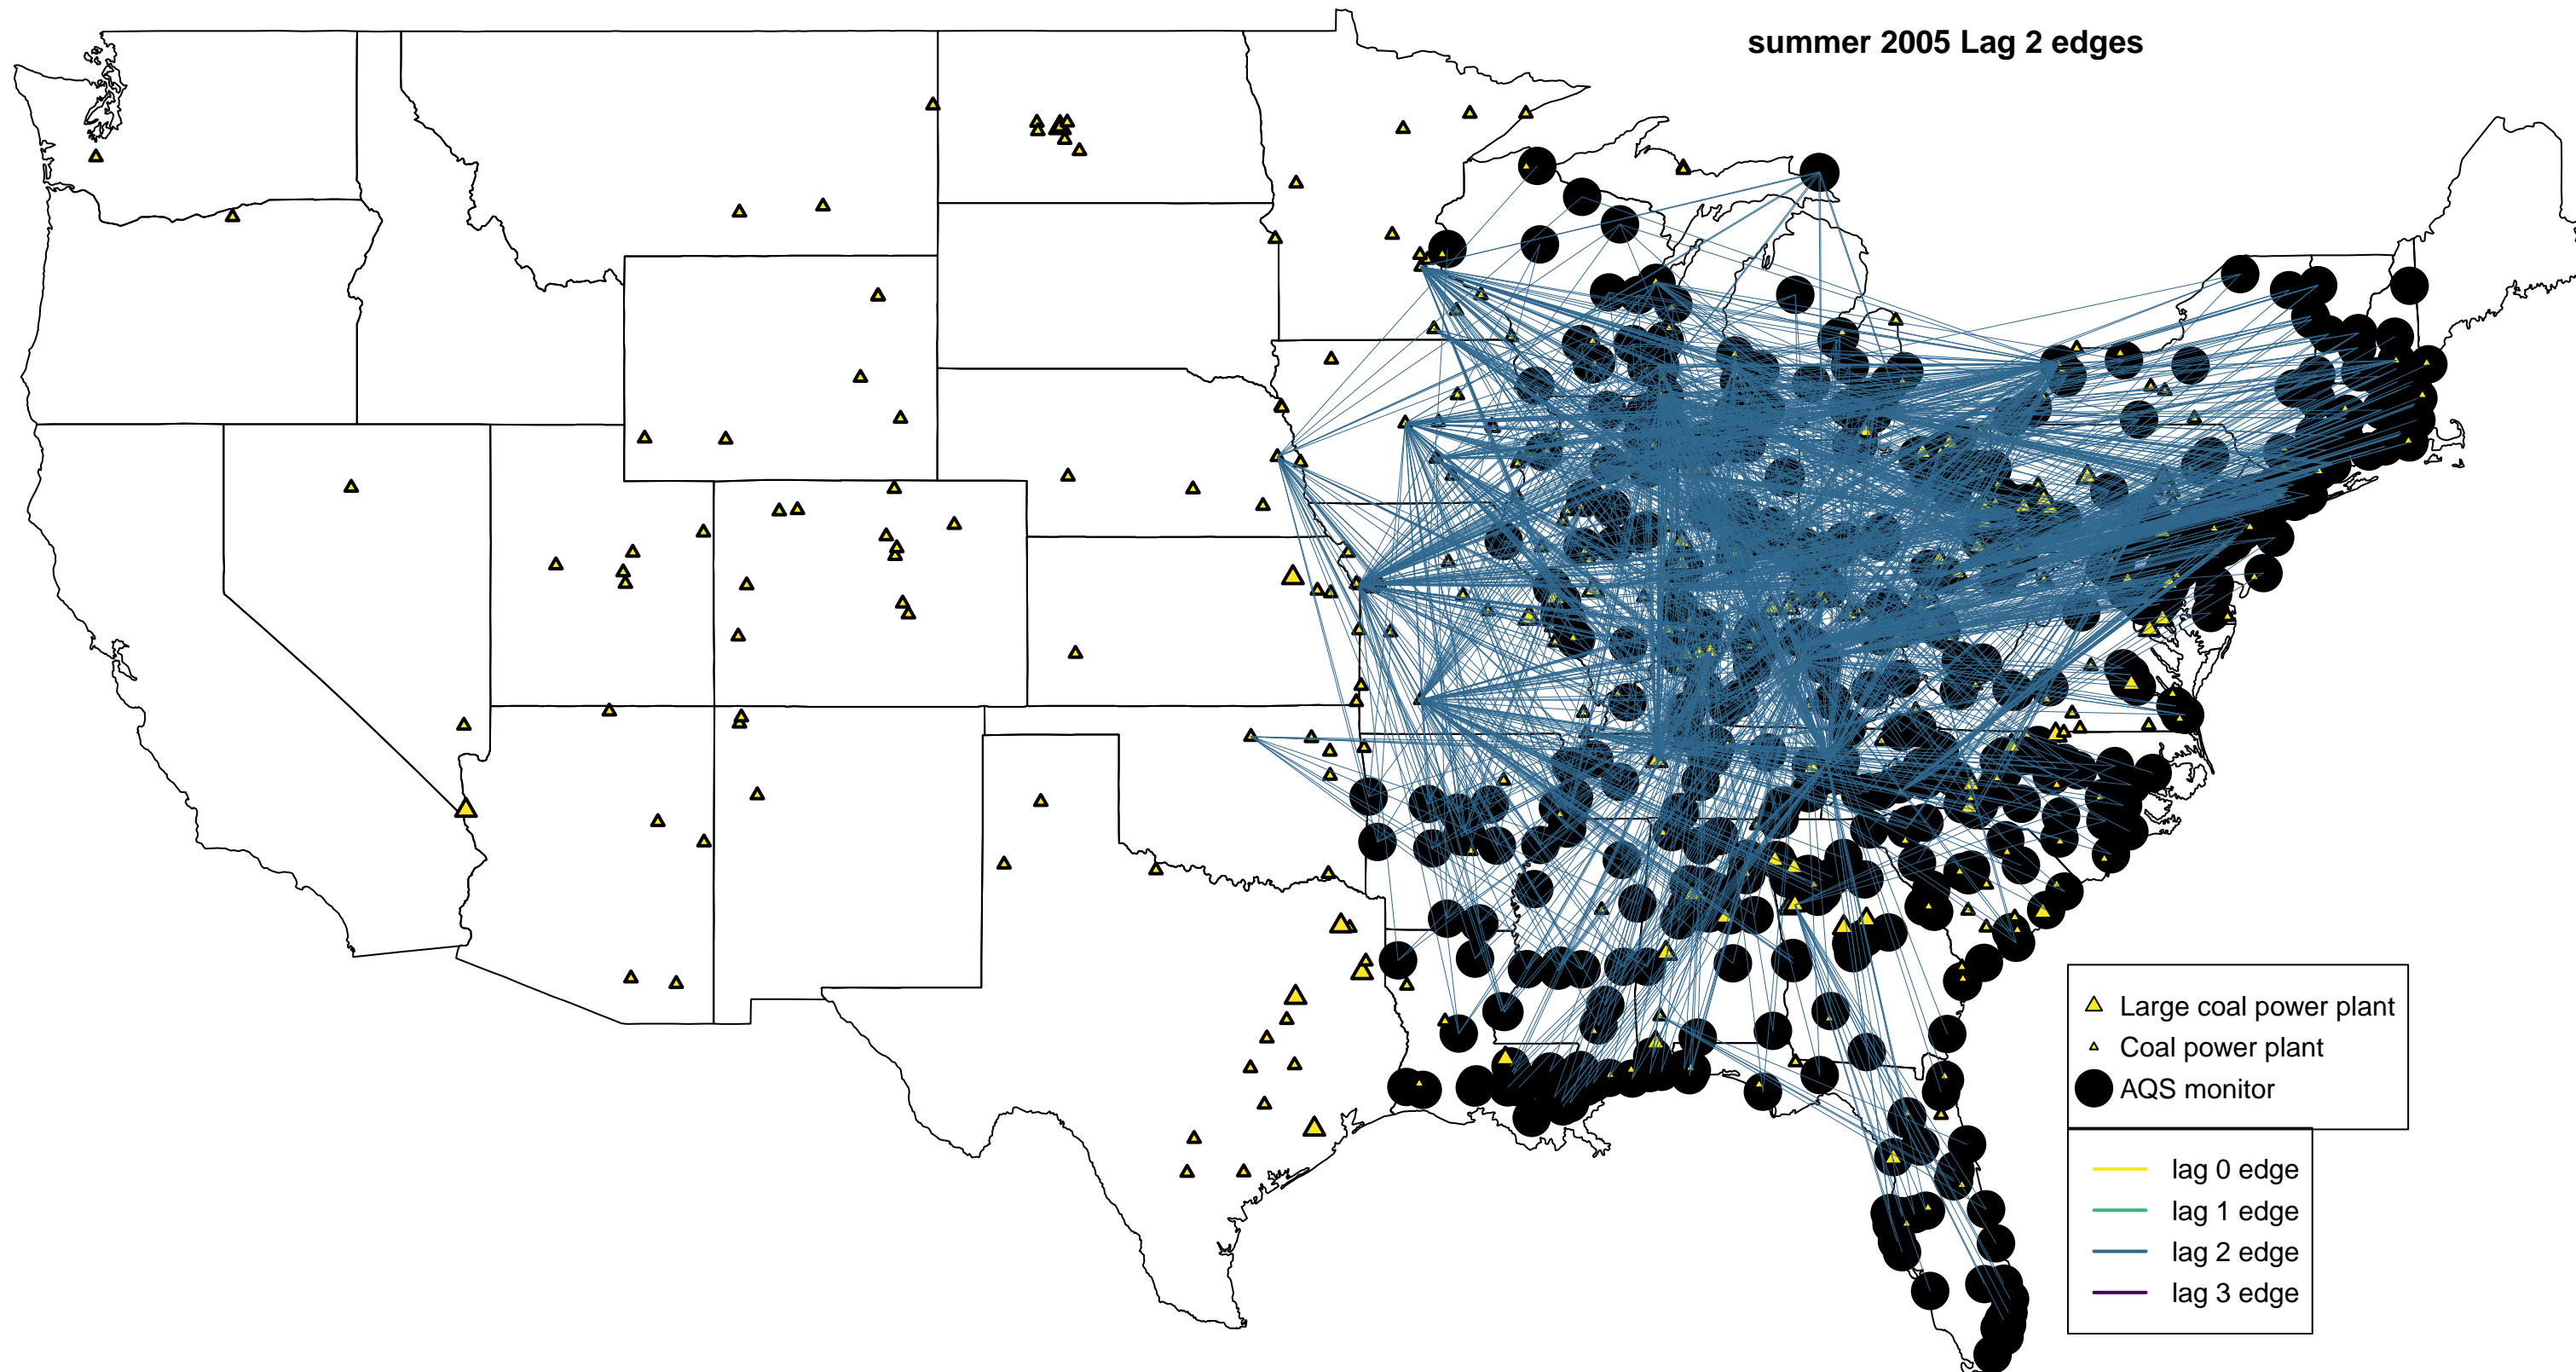 summer 2005 Lag 2 edges
Large coal power plant
Coal power plant
AQS monitor
lag 0 edge
lag 1 edge
lag 2 edge
lag 3 edge